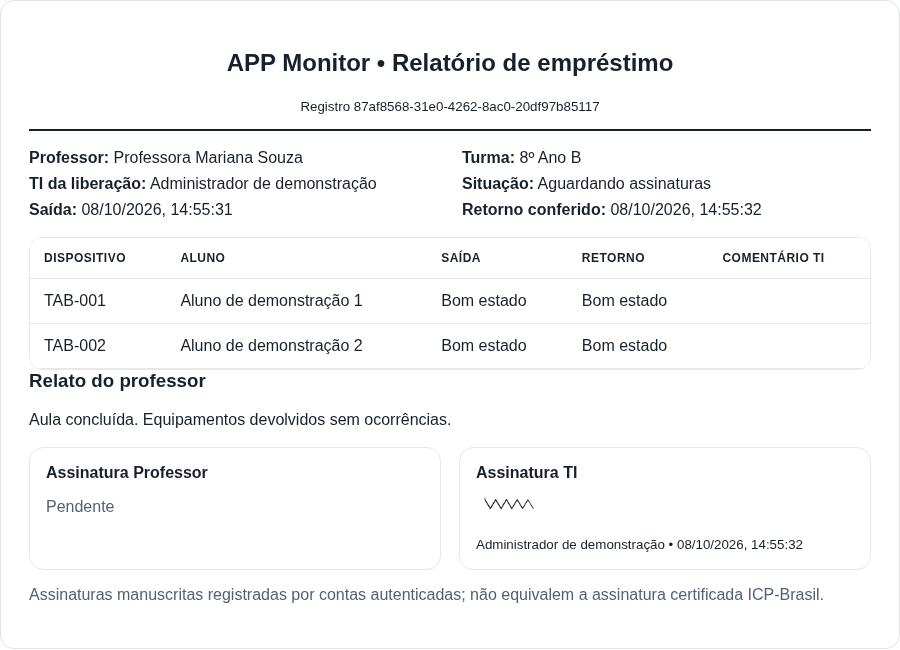 APP Monitor • Relatório de empréstimo
Registro 87af8568-31e0-4262-8ac0-20df97b85117
Professor: Professora Mariana Souza
Turma: 8º Ano B
TI da liberação: Administrador de demonstração
Situação: Aguardando assinaturas
Saída: 08/10/2026, 14:55:31
Retorno conferido: 08/10/2026, 14:55:32
DISPOSITIVO ALUNO SAÍDA RETORNO COMENTÁRIO TI
TAB-001 Aluno de demonstração 1 Bom estado Bom estado
TAB-002 Aluno de demonstração 2 Bom estado Bom estado
Relato do professor
Aula concluída. Equipamentos devolvidos sem ocorrências.
Assinatura Professor
Pendente
Assinatura TI
Administrador de demonstração • 08/10/2026, 14:55:32
Assinaturas manuscritas registradas por contas autenticadas; não equivalem a assinatura certificada ICP-Brasil.